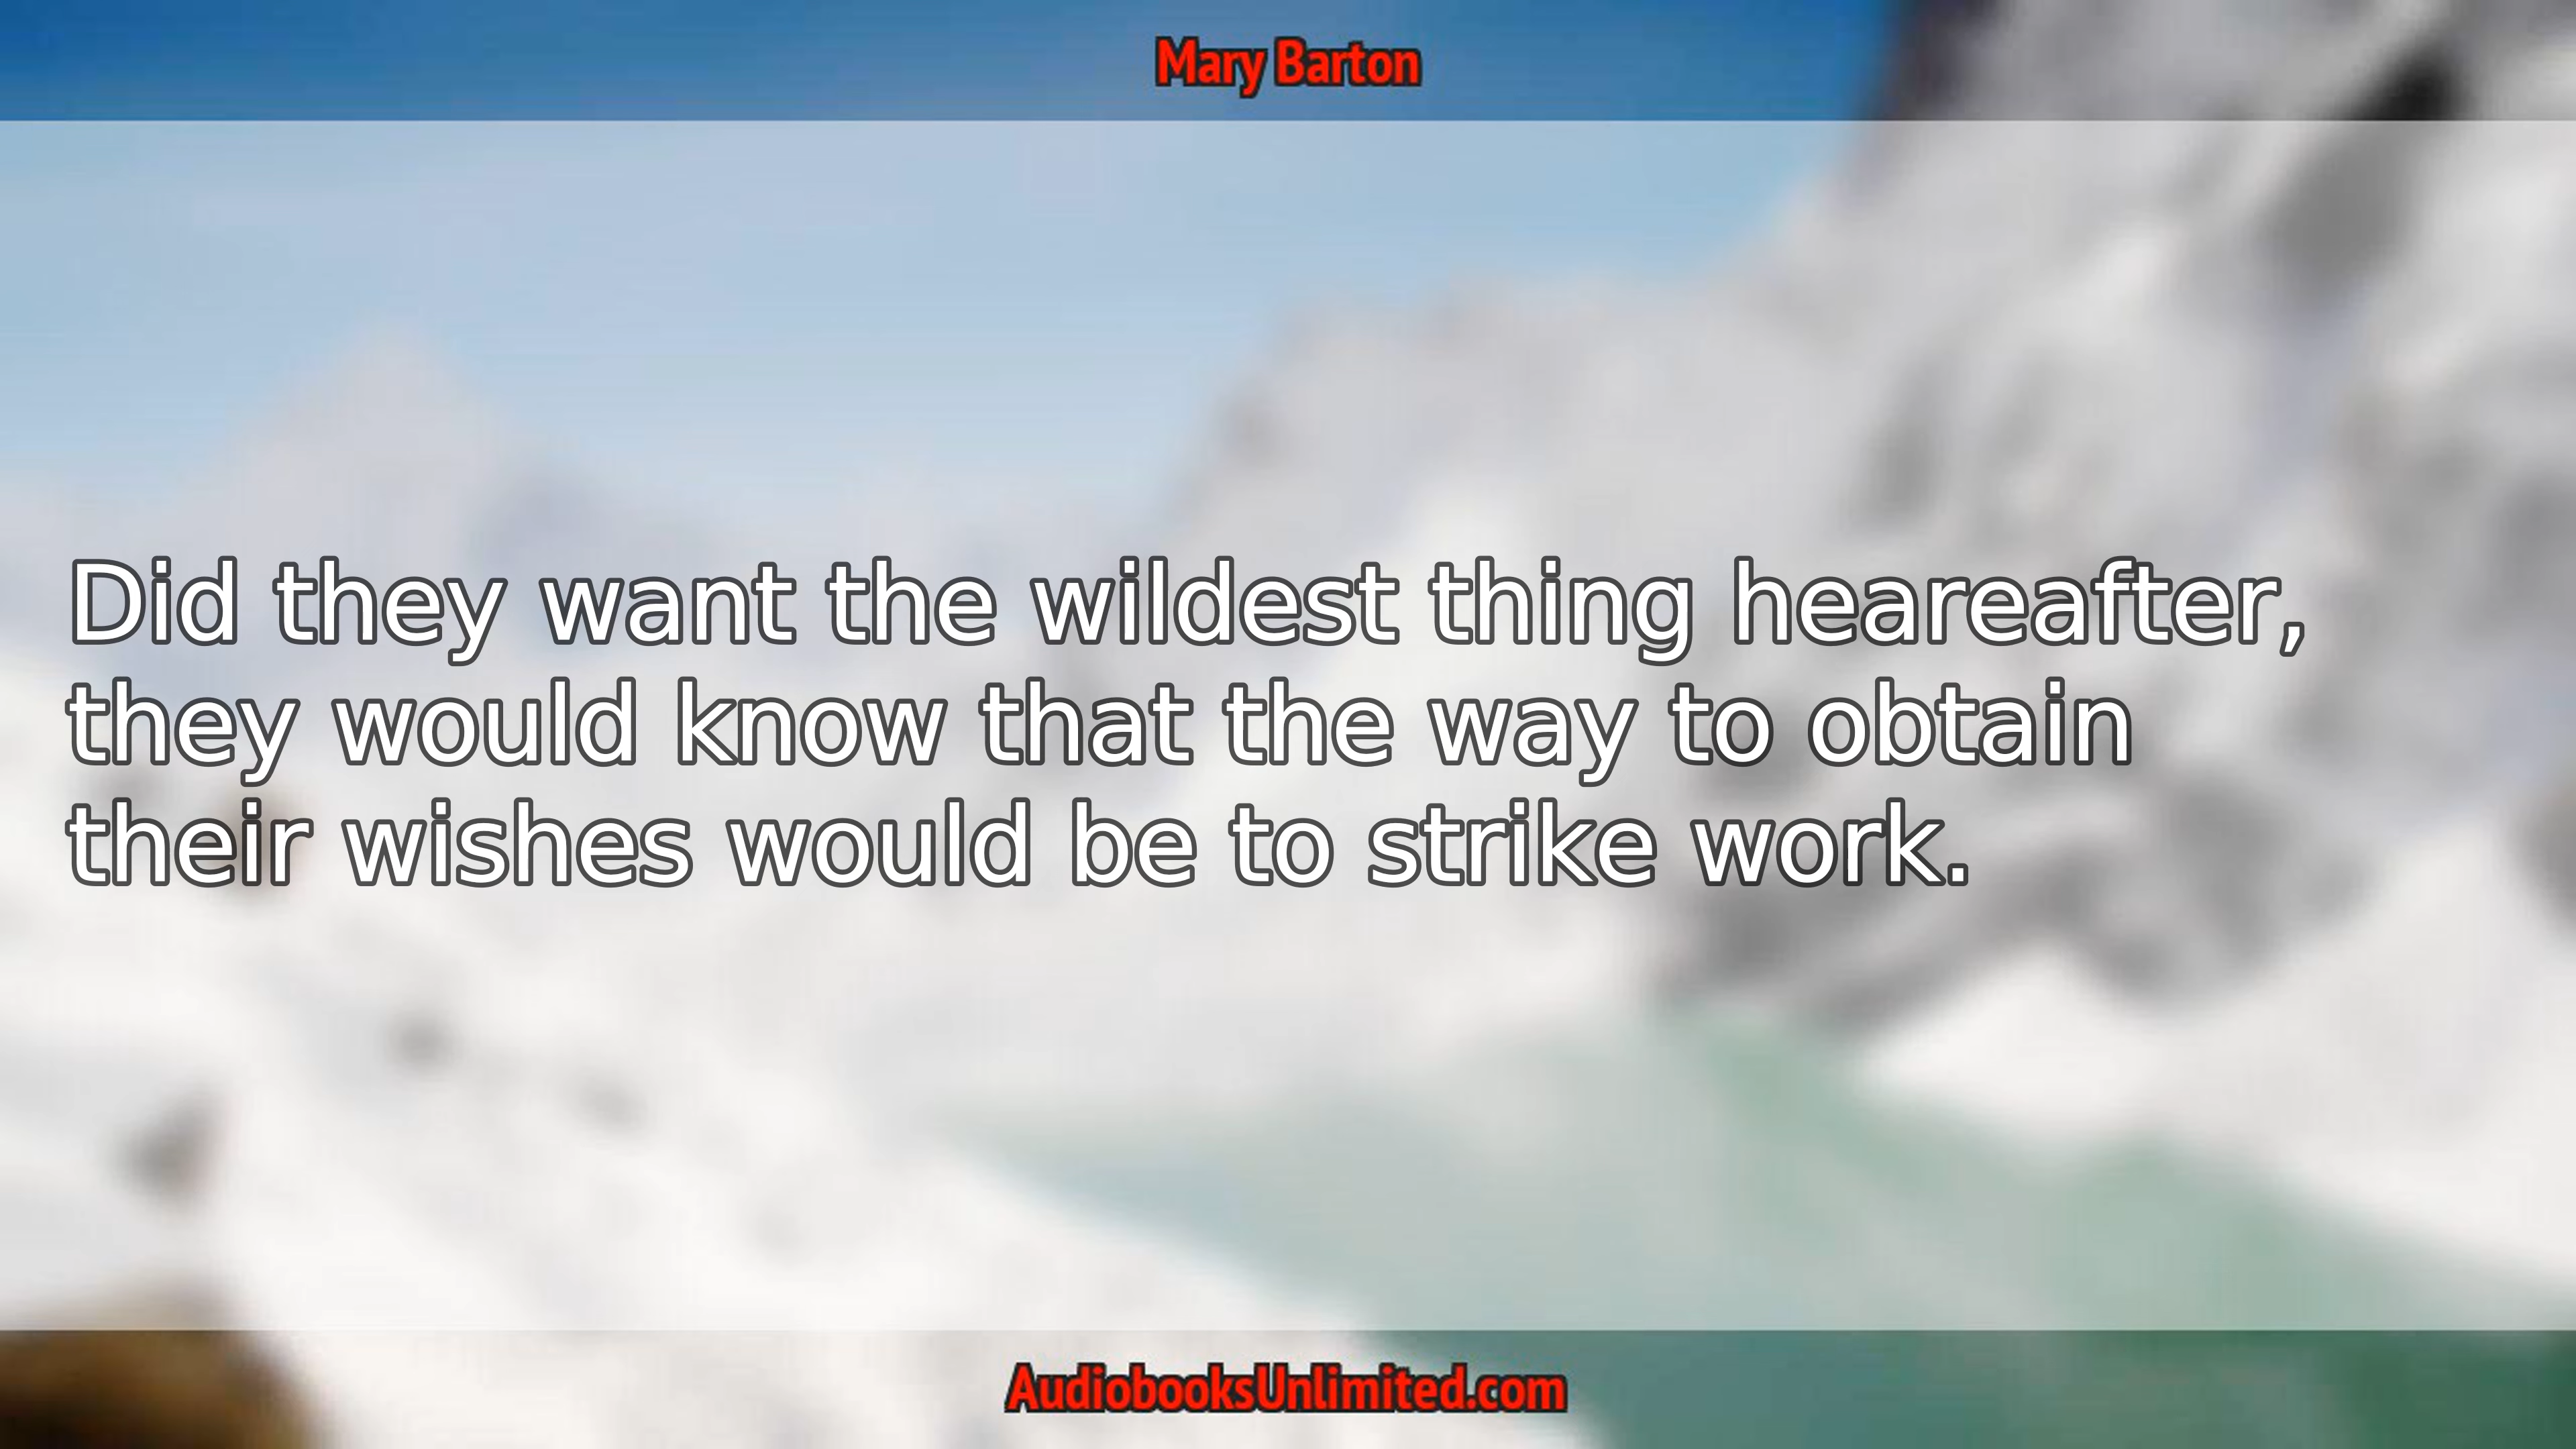 Mary Barton
Did they want the wildest thing heareafter,
they would know that the way to obtain
their wishes would be to strike work.
AudiobooksUnlimited.com